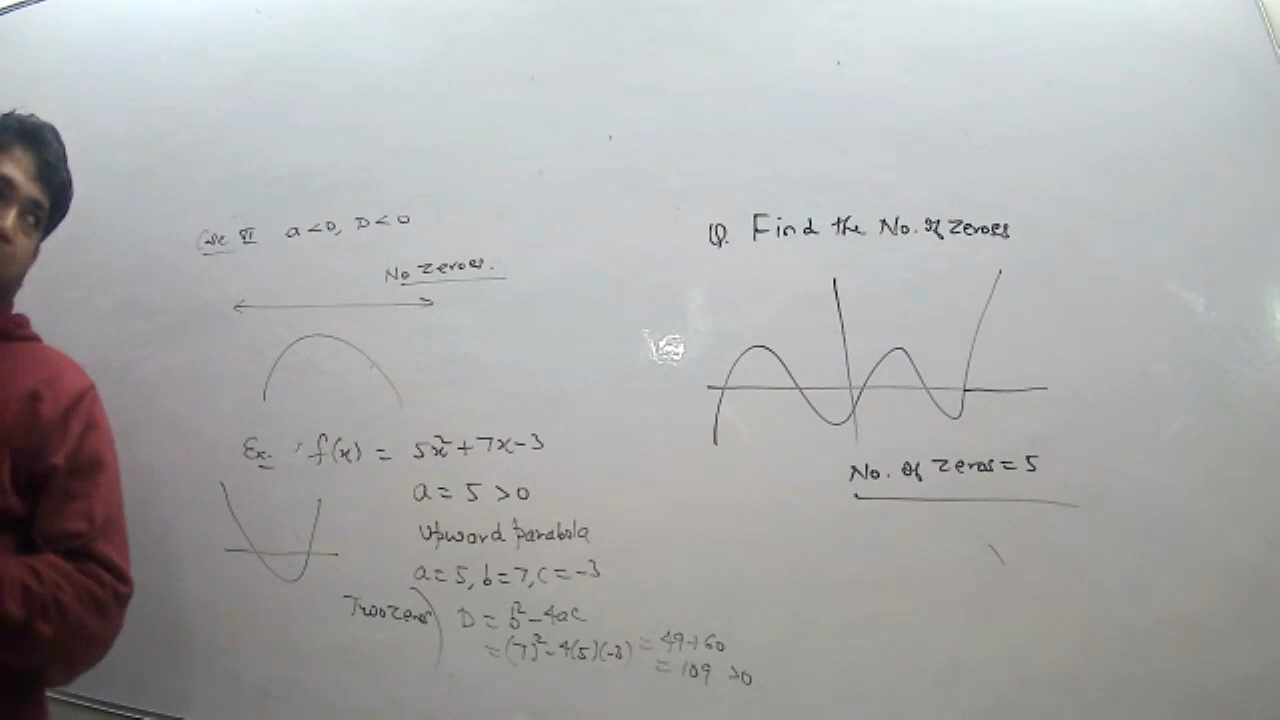 Case VI a<0, D<0
No zeroes.
Ex. f(x) = 5x²+7x-3
a = 5 >0
Upward parabola
a=5, b=7, c=-3
Two zeros
D = b²-4ac
=(7)²-4(5)(-3) = 49+60
= 109 >0
Q. Find the No. of zeroes
No. of zeros = 5